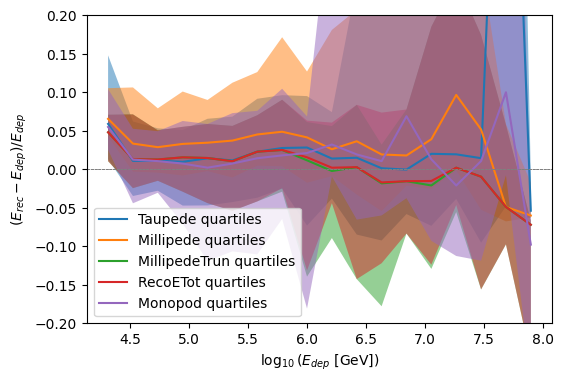 0.20
0.15
0.10
0.05
0.00
−0.05
−0.10
−0.15
−0.20
(E_rec − E_dep)/E_dep
Taupede quartiles
Millipede quartiles
MillipedeTrun quartiles
RecoETot quartiles
Monopod quartiles
4.5 5.0 5.5 6.0 6.5 7.0 7.5 8.0
log₁₀(E_dep [GeV])